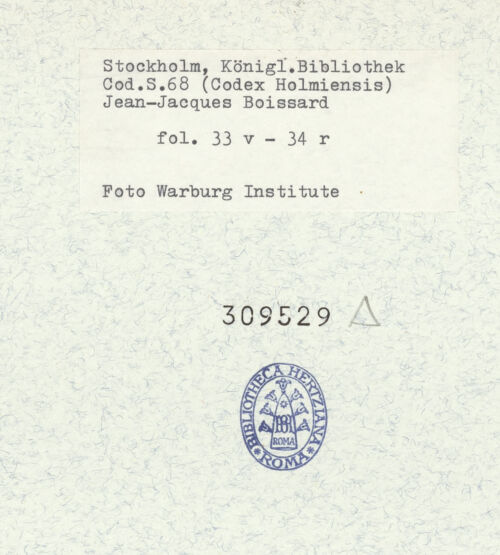 Stockholm, Königl.Bibliothek
Cod.S.68 (Codex Holmiensis)
Jean-Jacques Boissard
fol. 33 v - 34 r
Foto Warburg Institute
309529
BIBLIOTHECA HERTZIANA
ROMA
ROMA